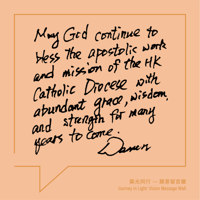 May God continue to
bless the apostolic work
and mission of the HK
Catholic Diocese with
abundant grace, wisdom,
and strength for many
years to come.